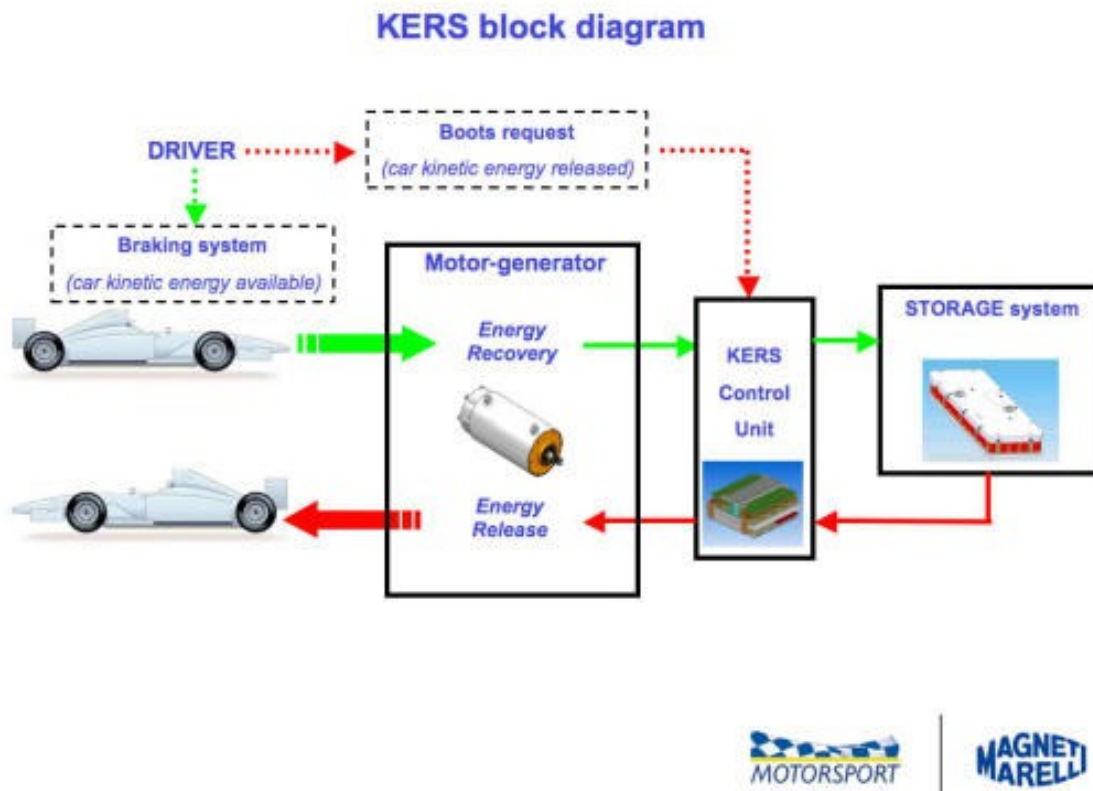 KERS block diagram
DRIVER
Boots request
(car kinetic energy released)
Braking system
(car kinetic energy available)
Motor-generator
Energy
Recovery
Energy
Release
KERS
Control
Unit
STORAGE system
MOTORSPORT
MAGNETI
MARELLI